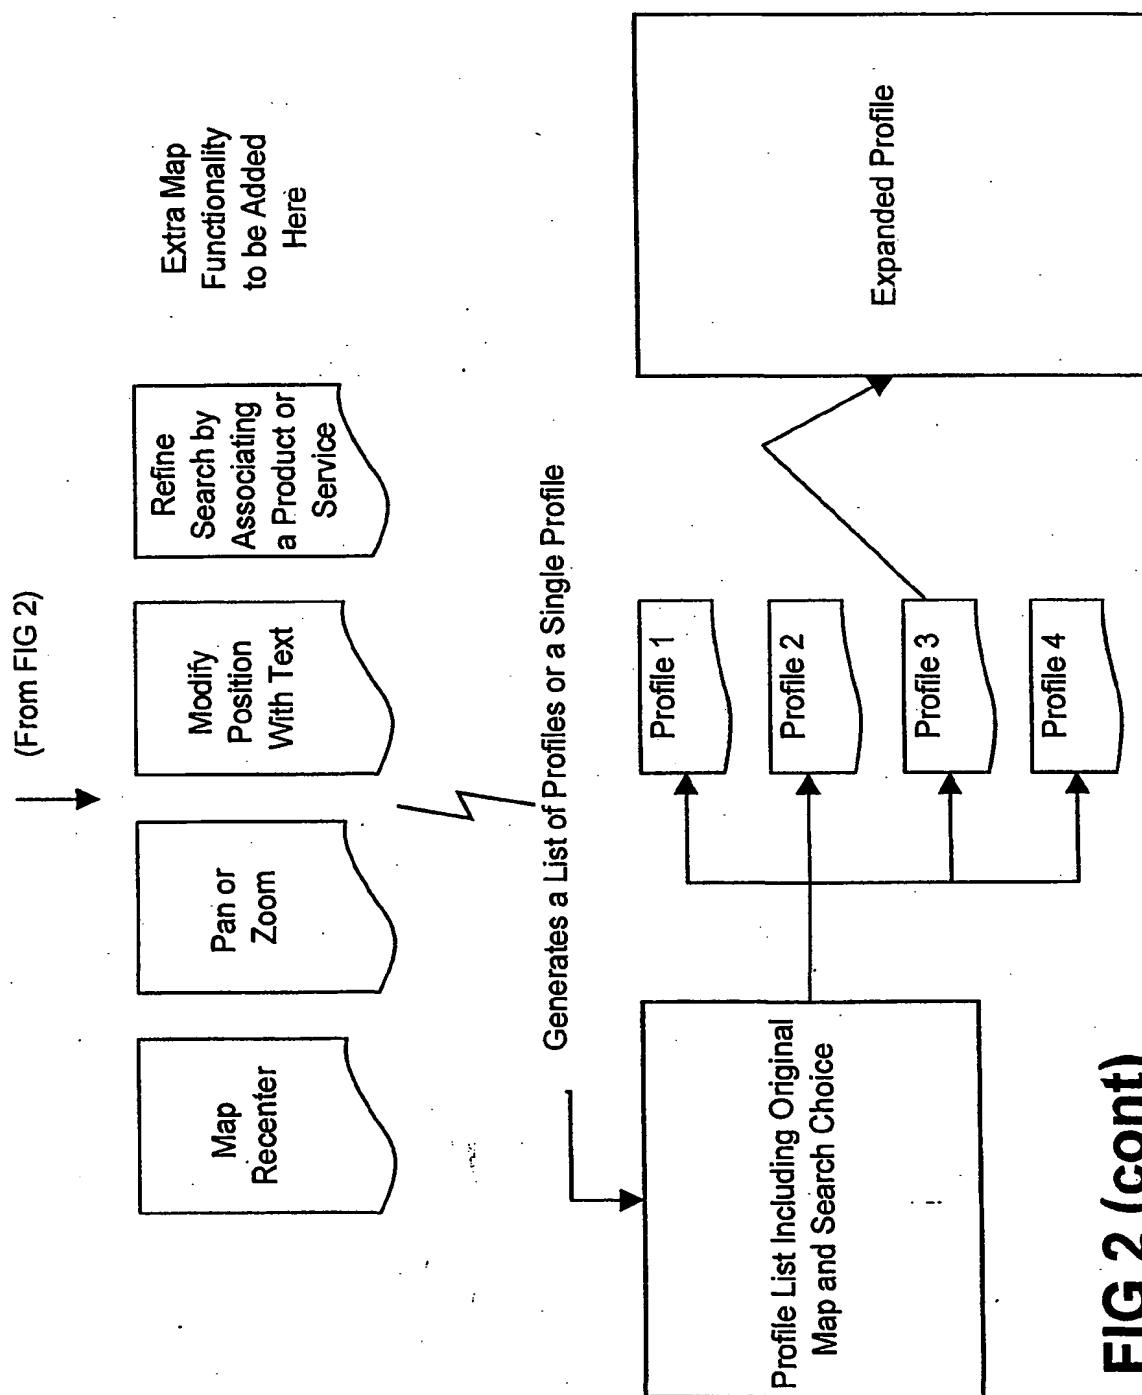 (From FIG 2)
Map
Recenter
Pan or
Zoom
Modify
Position
With Text
Refine
Search by
Associating
a Product or
Service
Extra Map
Functionality
to be Added
Here
Generates a List of Profiles or a Single Profile
Profile List Including Original
Map and Search Choice
Profile 1
Profile 2
Profile 3
Profile 4
Expanded Profile
FIG 2 (cont)